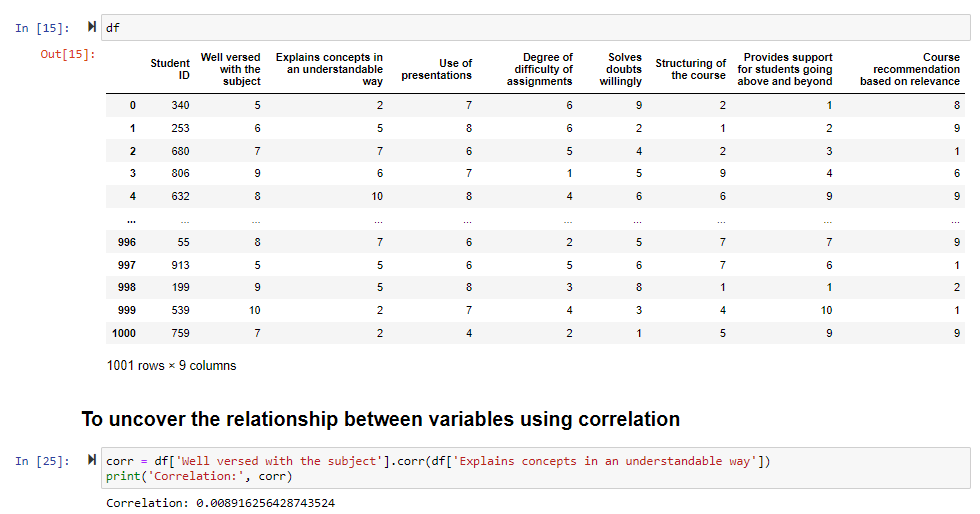 In [15]: df
Out[15]:
Student ID Well versed with the subject Explains concepts in an understandable way Use of presentations Degree of difficulty of assignments Solves doubts willingly Structuring of the course Provides support for students going above and beyond Course recommendation based on relevance
0 340 5 2 7 6 9 2 1 8
1 253 6 5 8 6 2 1 2 9
2 680 7 7 6 5 4 2 3 1
3 806 9 6 7 1 5 9 4 6
4 632 8 10 8 4 6 6 9 9
... ... ... ... ... ... ... ... ... ...
996 55 8 7 6 2 5 7 7 9
997 913 5 5 6 5 6 7 6 1
998 199 9 5 8 3 8 1 1 2
999 539 10 2 7 4 3 4 10 1
1000 759 7 2 4 2 1 5 9 9
1001 rows × 9 columns
To uncover the relationship between variables using correlation
In [25]: corr = df['Well versed with the subject'].corr(df['Explains concepts in an understandable way'])
print('Correlation:', corr)
Correlation: 0.008916256428743524